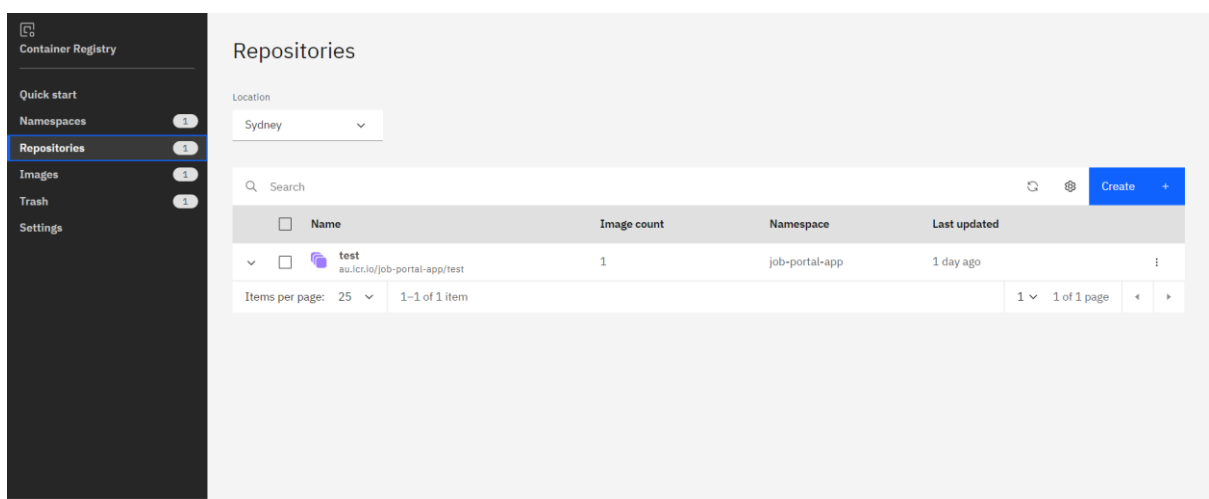 Container Registry
Quick start
Namespaces 1
Repositories 1
Images 1
Trash 1
Settings
Repositories
Location
Sydney
Search
Create +
Name Image count Namespace Last updated
test
au.icr.io/job-portal-app/test
1 job-portal-app 1 day ago
Items per page: 25 1–1 of 1 item 1 1 of 1 page